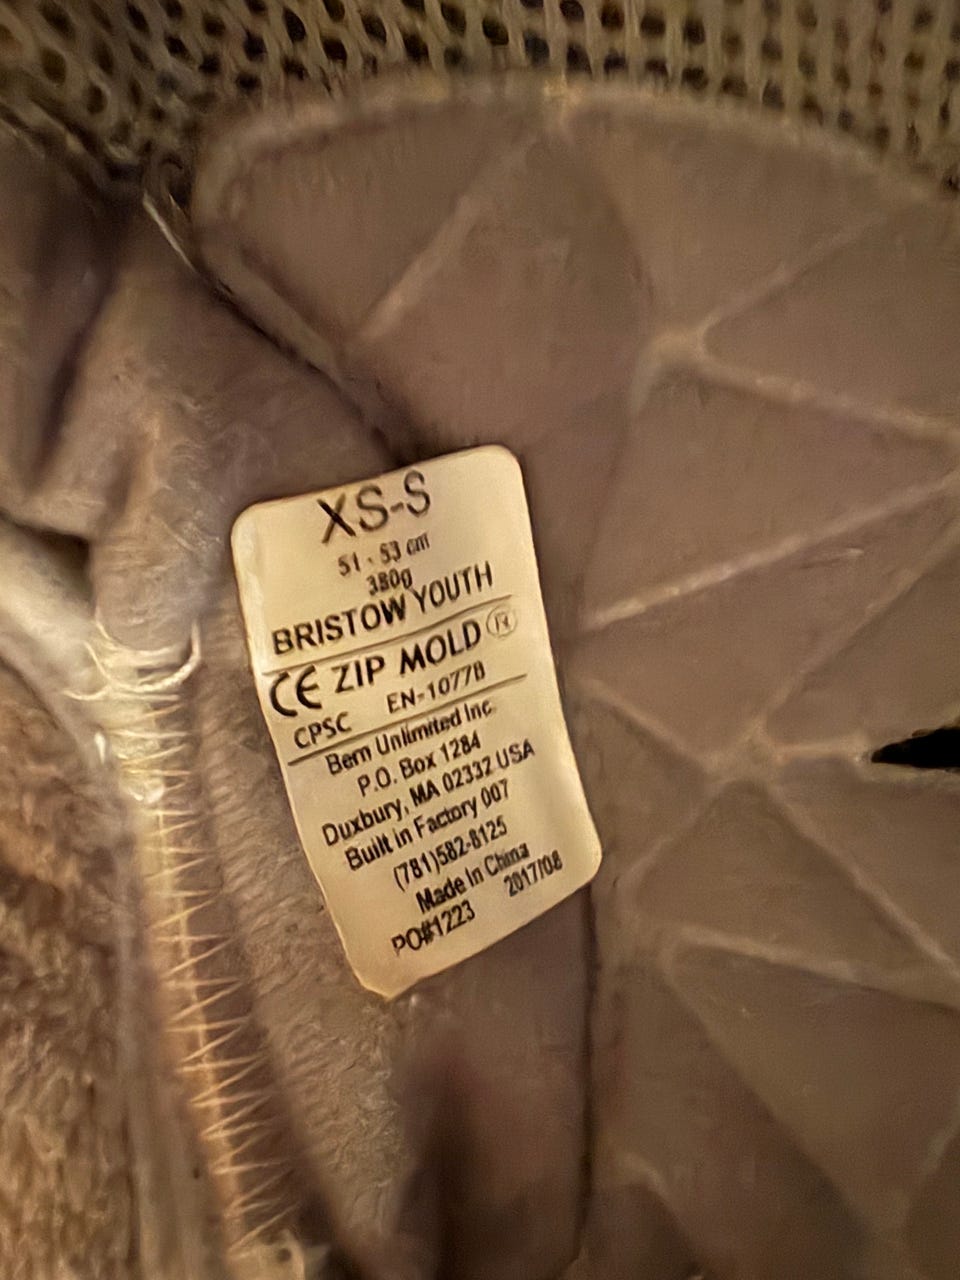 XS-S
51 - 53 cm
380g
BRISTOW YOUTH
CE ZIP MOLD®
CPSC EN-1077B
Bern Unlimited Inc.
P.O. Box 1284
Duxbury, MA 02332 USA
Built in Factory 007
(781)582-8125
Made in China
PO#1223 2017/08